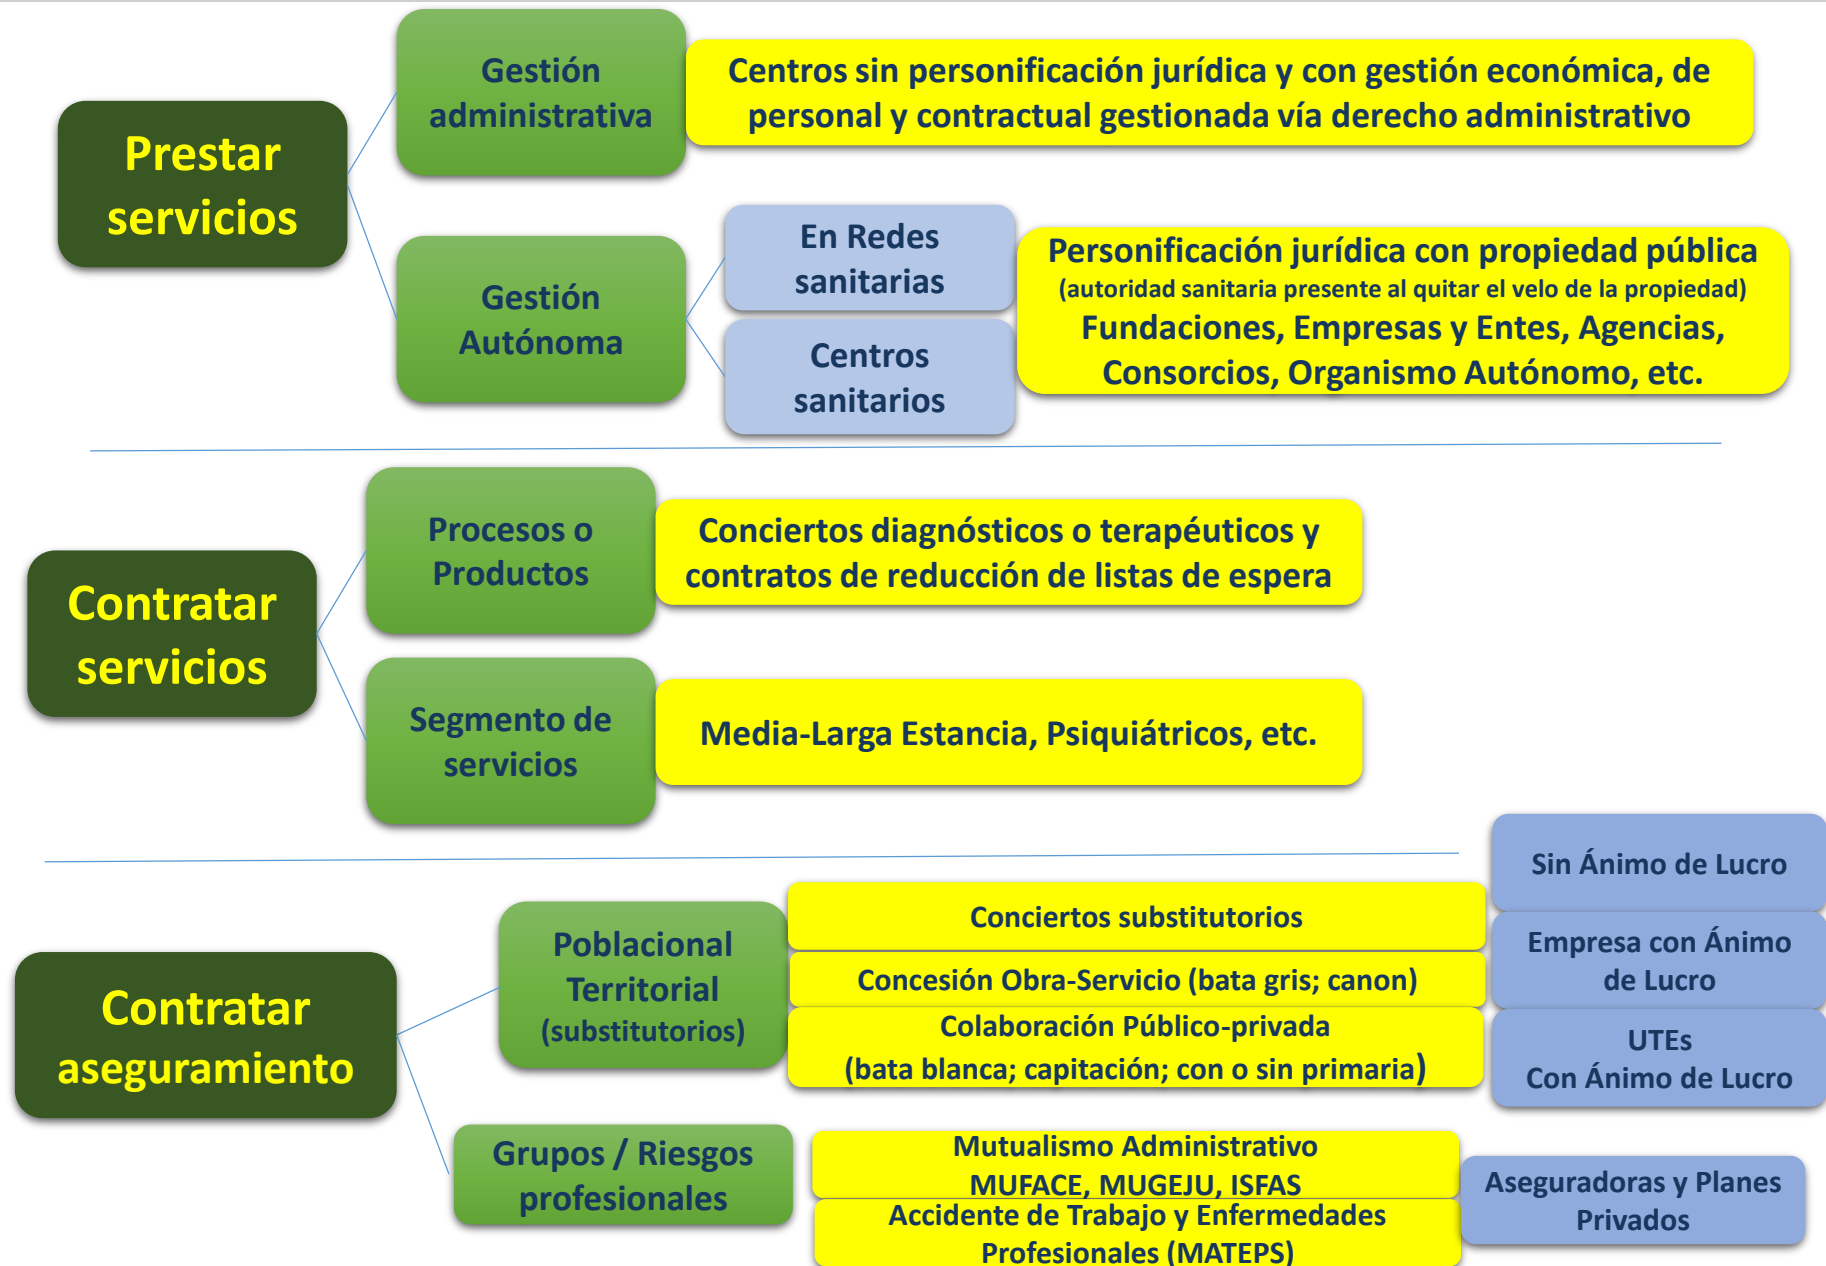 Prestar
servicios
Gestión
administrativa
Centros sin personificación jurídica y con gestión económica, de
personal y contractual gestionada vía derecho administrativo
Gestión
Autónoma
En Redes
sanitarias
Centros
sanitarios
Personificación jurídica con propiedad pública
(autoridad sanitaria presente al quitar el velo de la propiedad)
Fundaciones, Empresas y Entes, Agencias,
Consorcios, Organismo Autónomo, etc.
Contratar
servicios
Procesos o
Productos
Conciertos diagnósticos o terapéuticos y
contratos de reducción de listas de espera
Segmento de
servicios
Media-Larga Estancia, Psiquiátricos, etc.
Contratar
aseguramiento
Poblacional
Territorial
(substitutorios)
Conciertos substitutorios
Concesión Obra-Servicio (bata gris; canon)
Colaboración Público-privada
(bata blanca; capitación; con o sin primaria)
Sin Ánimo de Lucro
Empresa con Ánimo
de Lucro
UTEs
Con Ánimo de Lucro
Grupos / Riesgos
profesionales
Mutualismo Administrativo
MUFACE, MUGEJU, ISFAS
Accidente de Trabajo y Enfermedades
Profesionales (MATEPS)
Aseguradoras y Planes
Privados